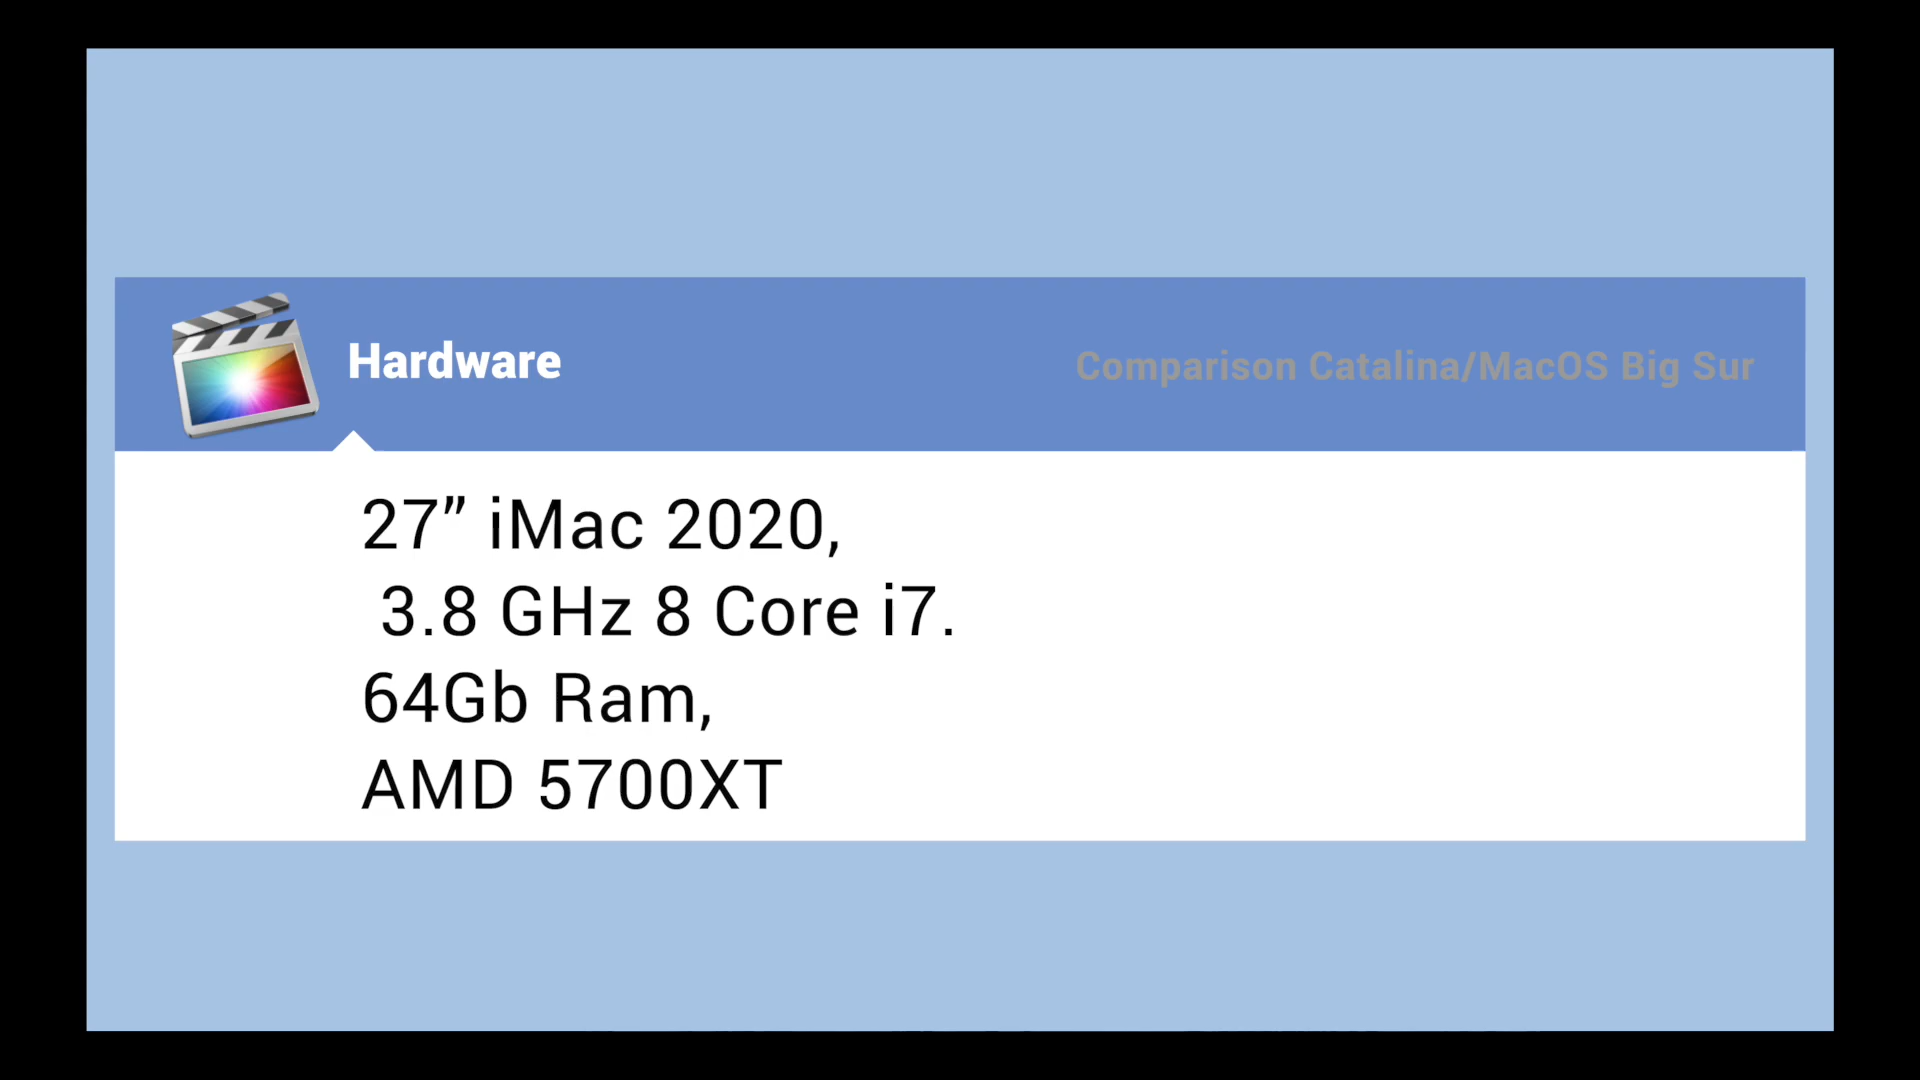 Hardware
Comparison Catalina/MacOS Big Sur
27” iMac 2020,
3.8 GHz 8 Core i7.
64Gb Ram,
AMD 5700XT